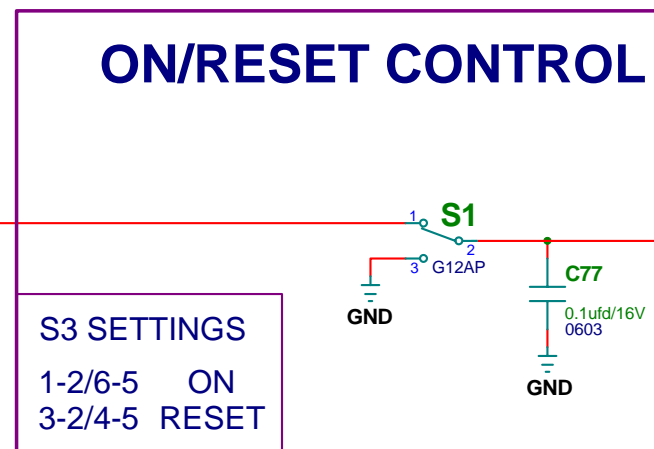 ON/RESET CONTROL
1
S1
2
3
G12AP
GND
C77
0.1ufd/16V
0603
GND
S3 SETTINGS
1-2/6-5 ON
3-2/4-5 RESET